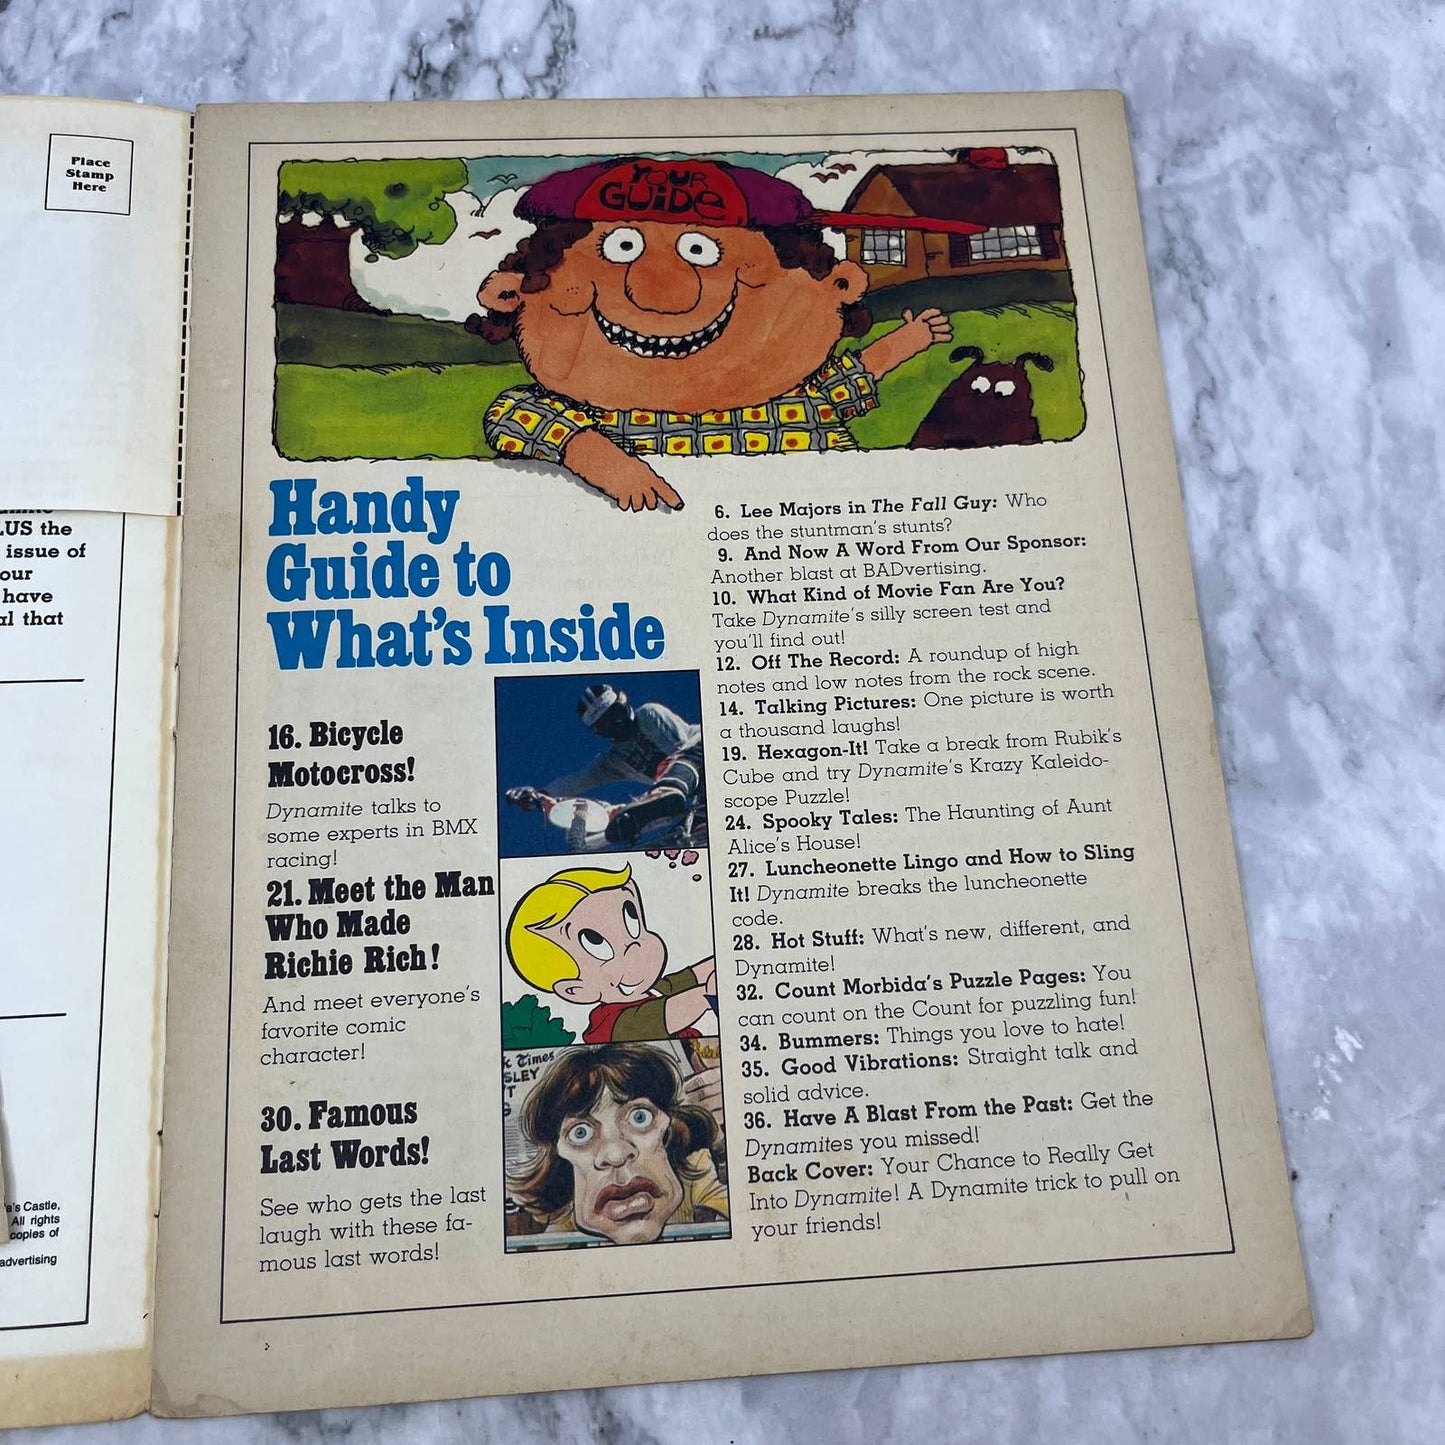 Place
Stamp
Here
LUS the
issue of
our
have
al that
a's Castle,
All rights
copies of
advertising
YOUR
GUiDe
Handy
Guide to
What's Inside
16. Bicycle
Motocross!
Dynamite talks to
some experts in BMX
racing!
21. Meet the Man
Who Made
Richie Rich!
And meet everyone's
favorite comic
character!
30. Famous
Last Words!
See who gets the last
laugh with these fa-
mous last words!
k Times
SLEY
T
6. Lee Majors in The Fall Guy: Who
does the stuntman's stunts?
9. And Now A Word From Our Sponsor:
Another blast at BADvertising.
10. What Kind of Movie Fan Are You?
Take Dynamite's silly screen test and
you'll find out!
12. Off The Record: A roundup of high
notes and low notes from the rock scene.
14. Talking Pictures: One picture is worth
a thousand laughs!
19. Hexagon-It! Take a break from Rubik's
Cube and try Dynamite's Krazy Kaleido-
scope Puzzle!
24. Spooky Tales: The Haunting of Aunt
Alice's House!
27. Luncheonette Lingo and How to Sling
It! Dynamite breaks the luncheonette
code.
28. Hot Stuff: What's new, different, and
Dynamite!
32. Count Morbida's Puzzle Pages: You
can count on the Count for puzzling fun!
34. Bummers: Things you love to hate!
35. Good Vibrations: Straight talk and
solid advice.
36. Have A Blast From the Past: Get the
Dynamites you missed!
Back Cover: Your Chance to Really Get
Into Dynamite! A Dynamite trick to pull on
your friends!